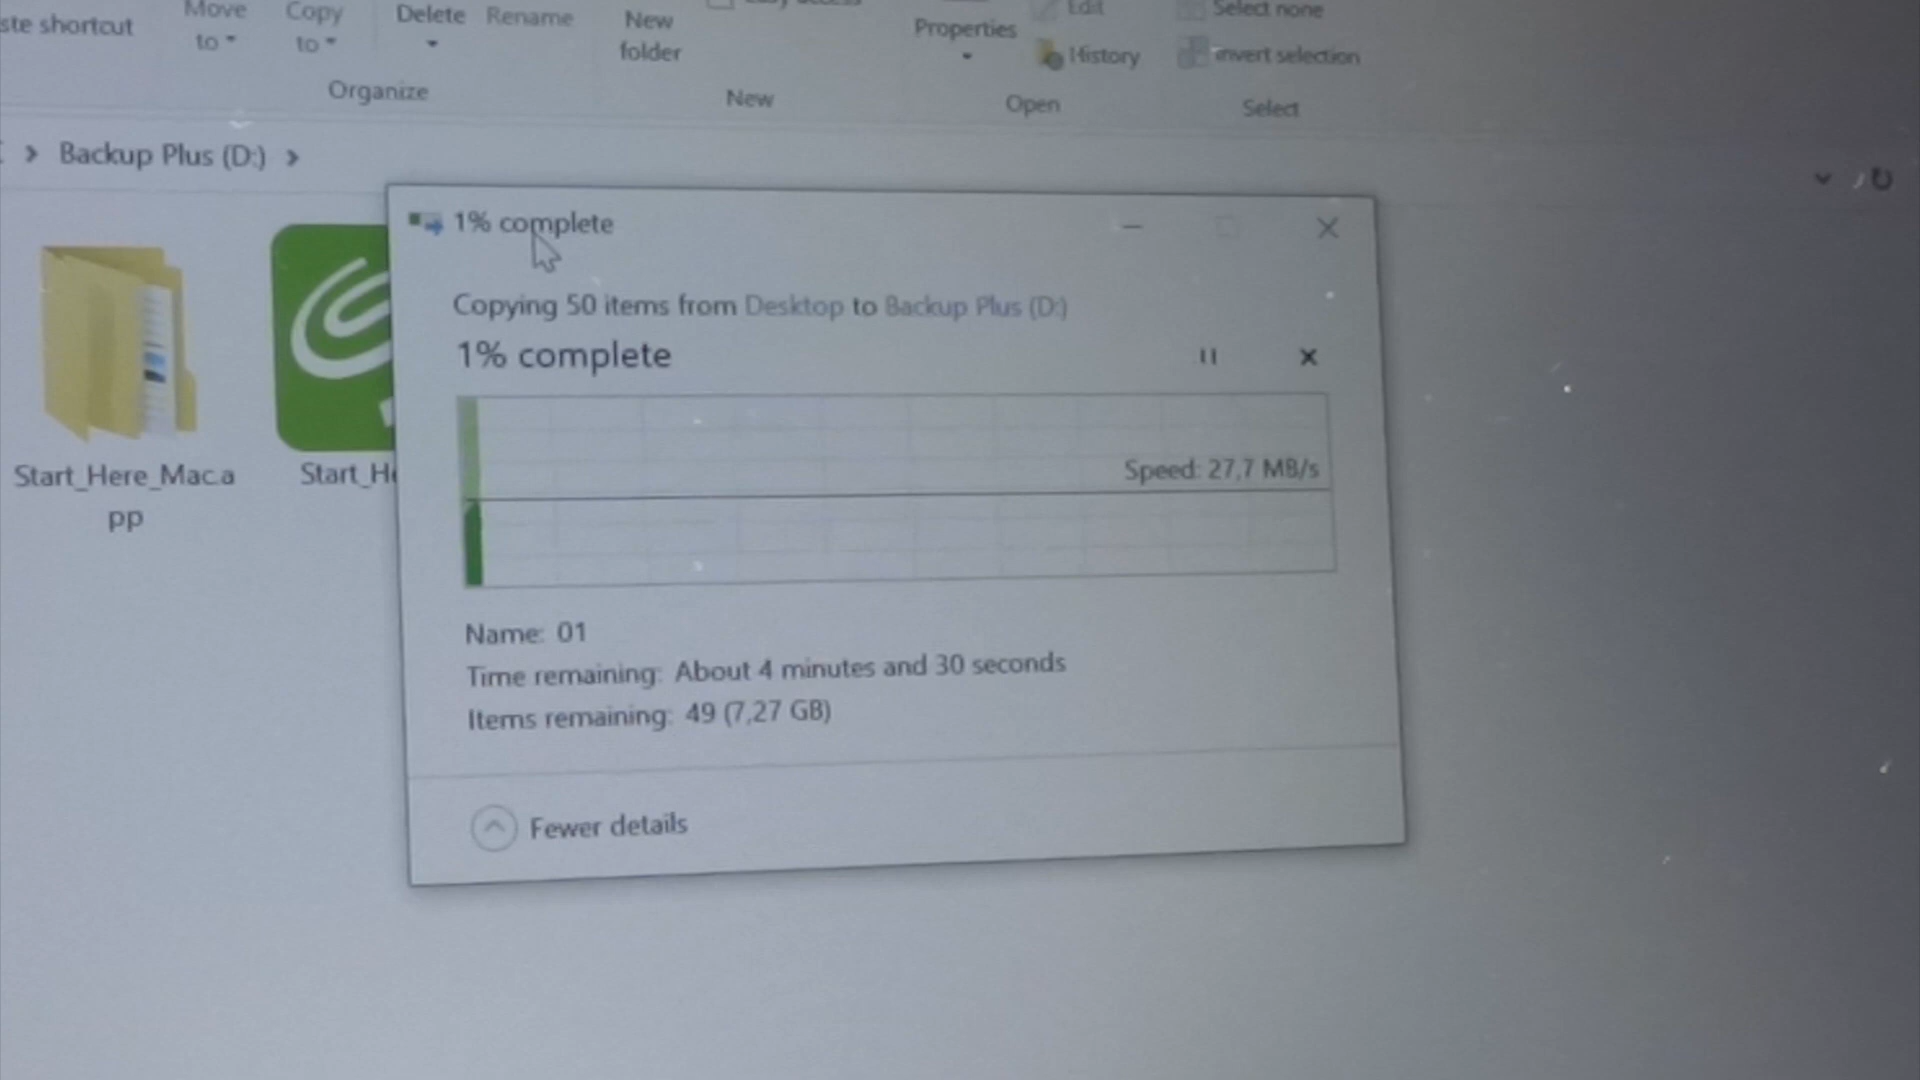 ste shortcut
Move
to
Copy
to
Delete
Rename
New
folder
Properties
Edit
History
Select none
Invert selection
Organize
New
Open
Select
Backup Plus (D:)
1% complete
Copying 50 items from Desktop to Backup Plus (D:)
1% complete
Speed: 27,7 MB/s
Name: 01
Time remaining: About 4 minutes and 30 seconds
Items remaining: 49 (7,27 GB)
Fewer details
Start_Here_Mac.a
pp
Start_He